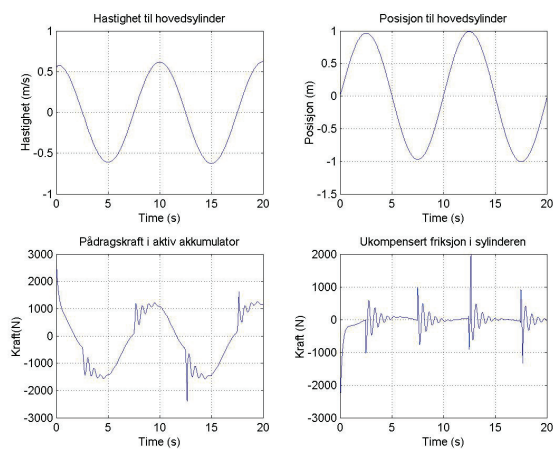 Hastighet til hovedsylinder
1
0.5
0
-0.5
-1
0 5 10 15 20
Hastighet (m/s)
Time (s)
Posisjon til hovedsylinder
1
0.5
0
-0.5
-1
-1.5
0 5 10 15 20
Posisjon (m)
Time (s)
Pådragskraft i aktiv akkumulator
3000
2000
1000
0
-1000
-2000
-3000
0 5 10 15 20
Kraft(N)
Time (s)
Ukompensert friksjon i sylinderen
2000
1000
0
-1000
-2000
-3000
0 5 10 15 20
Kraft (N)
Time (s)